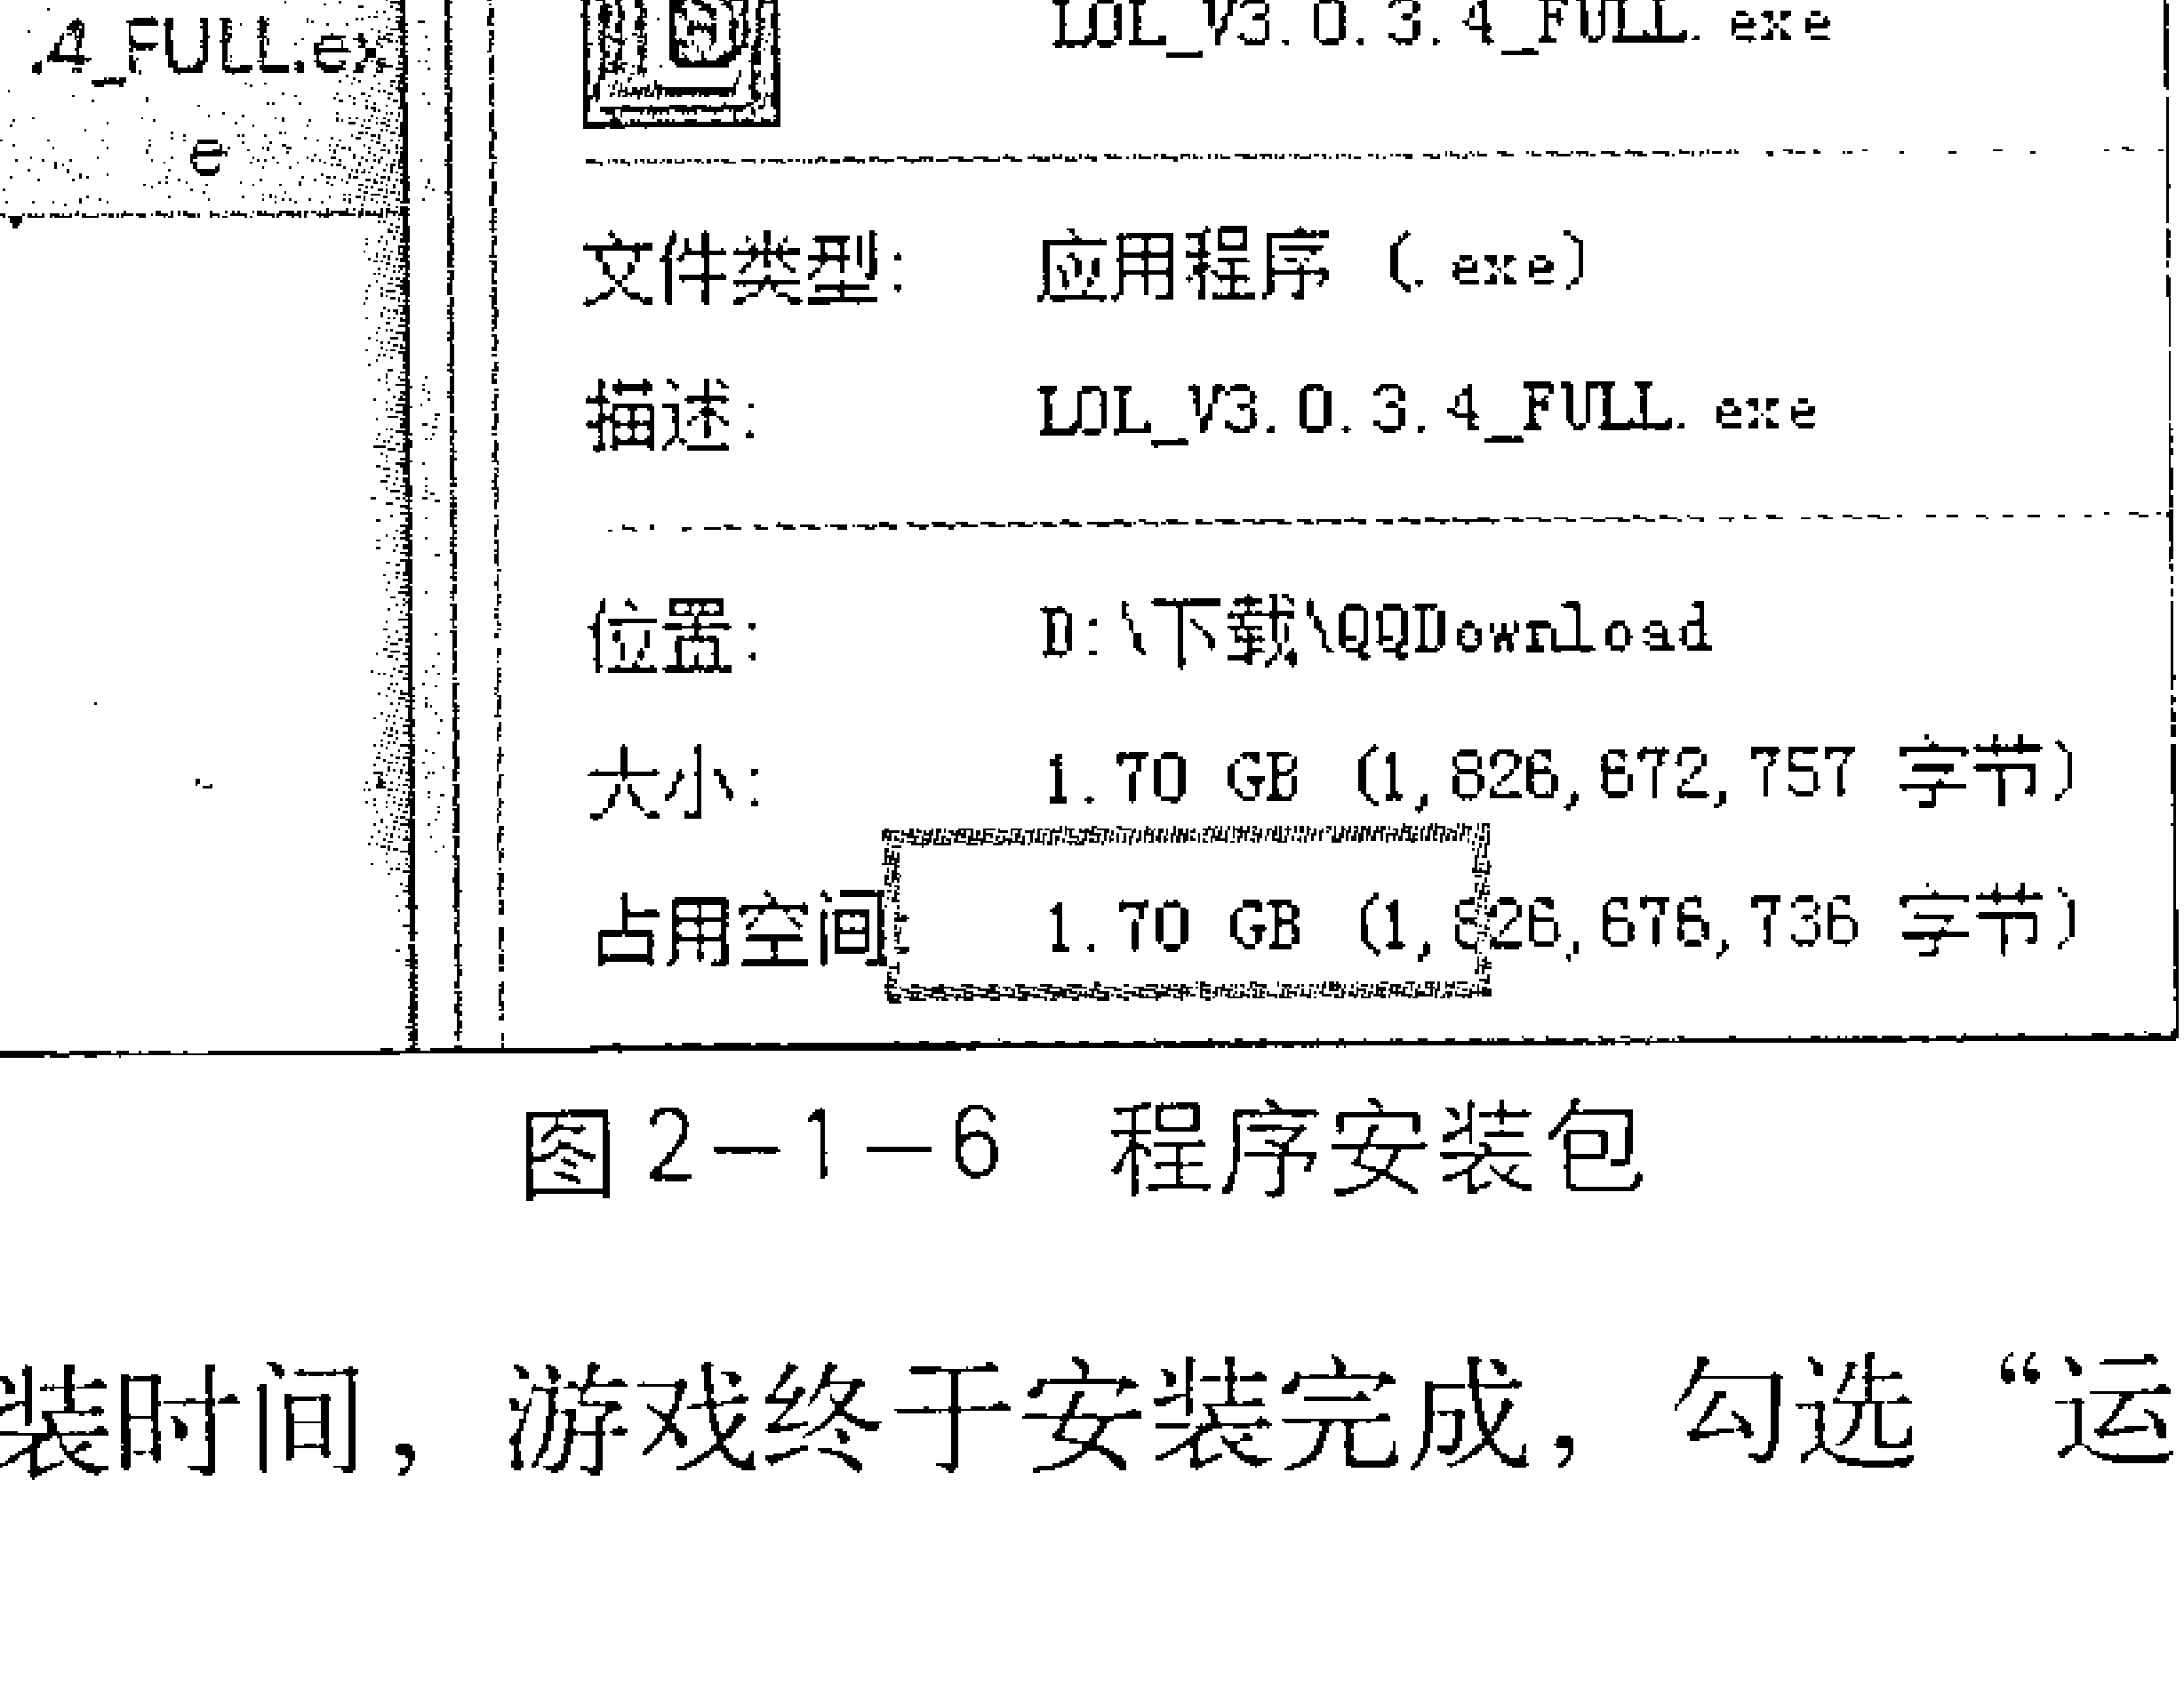 .4_FULL.ex
e
LOL_V3.0.3.4_FULL.exe
文件类型: 应用程序 (.exe)
描述: LOL_V3.0.3.4_FULL.exe
位置: D:\下载\QQDownload
大小: 1.70 GB (1,826,672,757 字节)
占用空间: 1.70 GB (1,826,676,736 字节)
图2-1-6 程序安装包
装时间，游戏终于安装完成，勾选“运